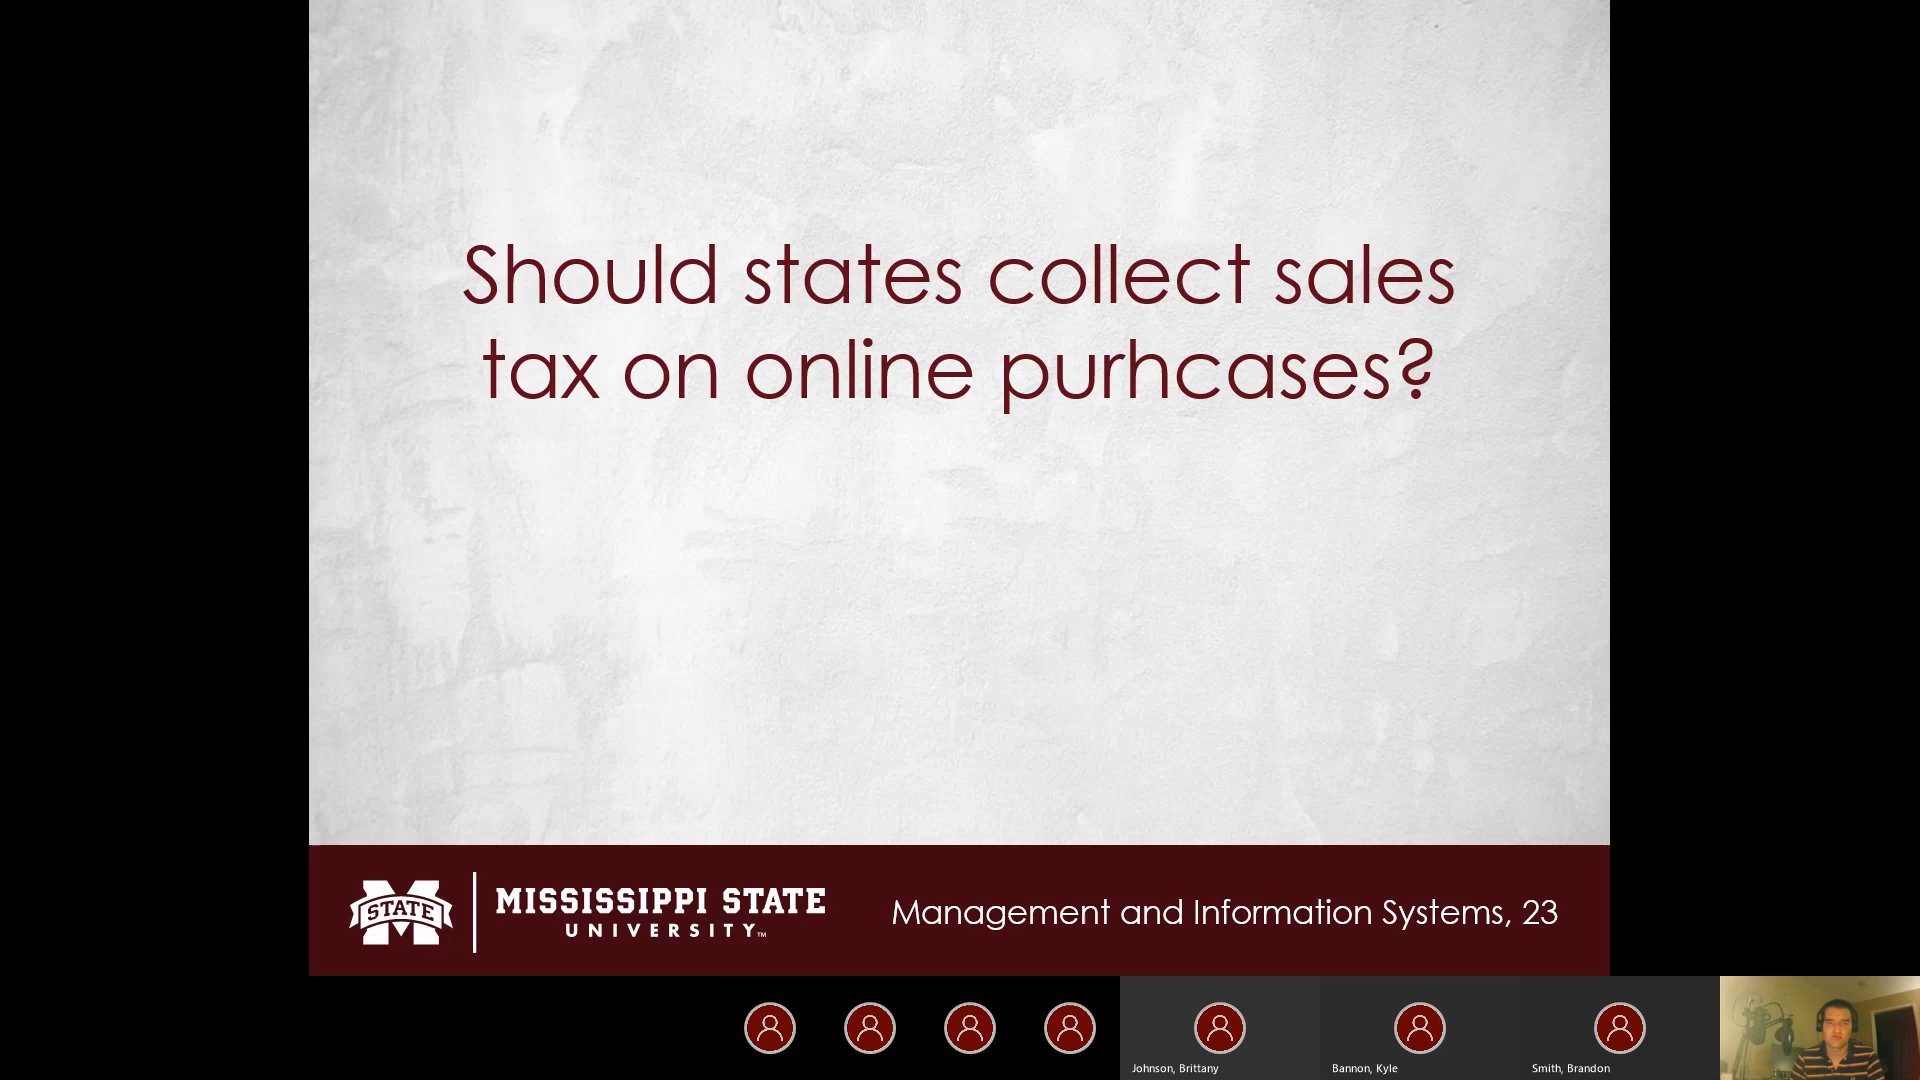 Should states collect sales
tax on online purhcases?
STATE
MISSISSIPPI STATE
UNIVERSITY™
Management and Information Systems, 23
Johnson, Brittany
Bannon, Kyle
Smith, Brandon